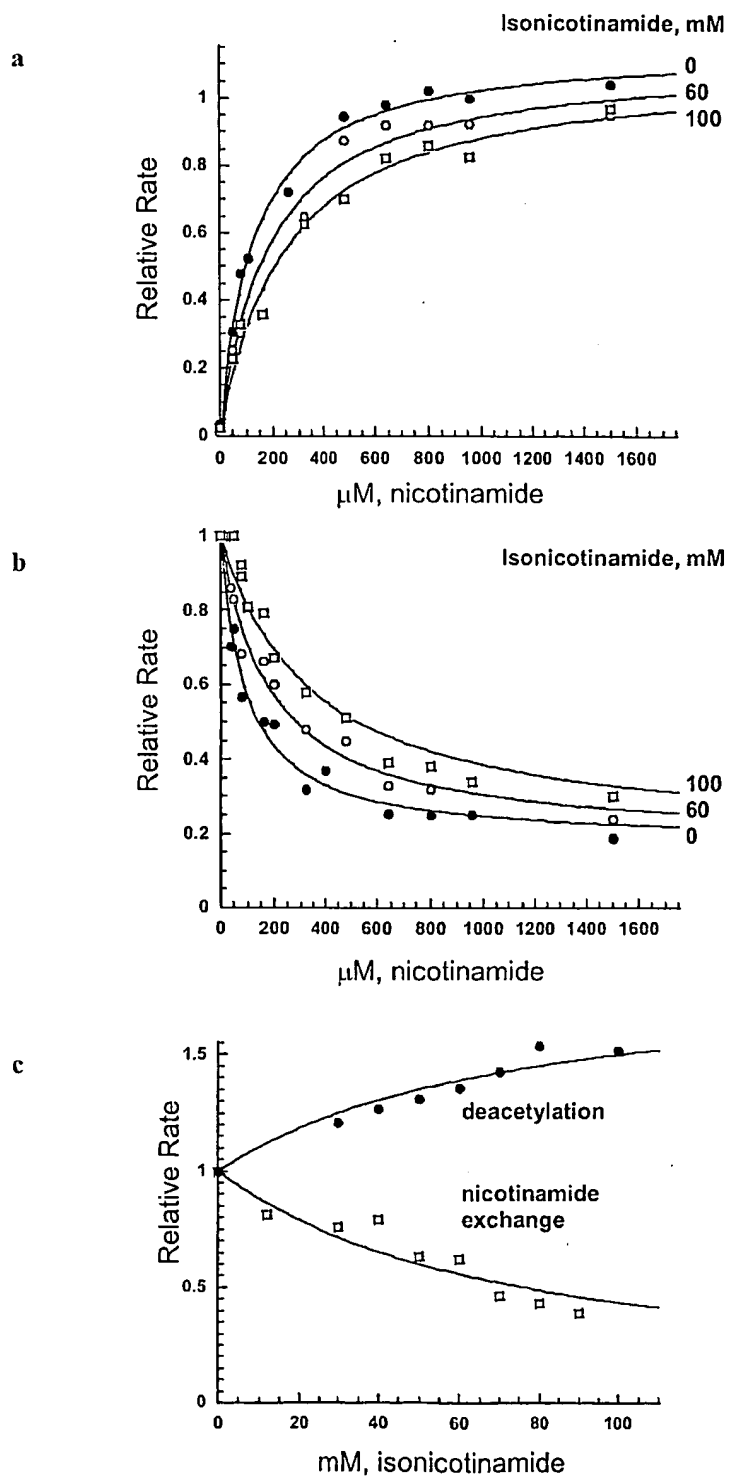 Isonicotinamide, mM
a
0
60
100
1
0.8
0.6
0.4
0.2
0
Relative Rate
0 200 400 600 800 1000 1200 1400 1600
μM, nicotinamide
b
Isonicotinamide, mM
1
0.8
0.6
0.4
0.2
0
Relative Rate
100
60
0
0 200 400 600 800 1000 1200 1400 1600
μM, nicotinamide
c
1.5
1
0.5
0
Relative Rate
deacetylation
nicotinamide
exchange
0 20 40 60 80 100
mM, isonicotinamide